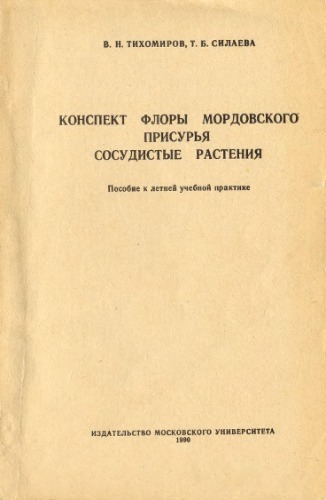 В. Н. ТИХОМИРОВ, Т. Б. СИЛАЕВА
КОНСПЕКТ ФЛОРЫ МОРДОВСКОГО
ПРИСУРЬЯ
СОСУДИСТЫЕ РАСТЕНИЯ
Пособие к летней учебной практике
ИЗДАТЕЛЬСТВО МОСКОВСКОГО УНИВЕРСИТЕТА
1990